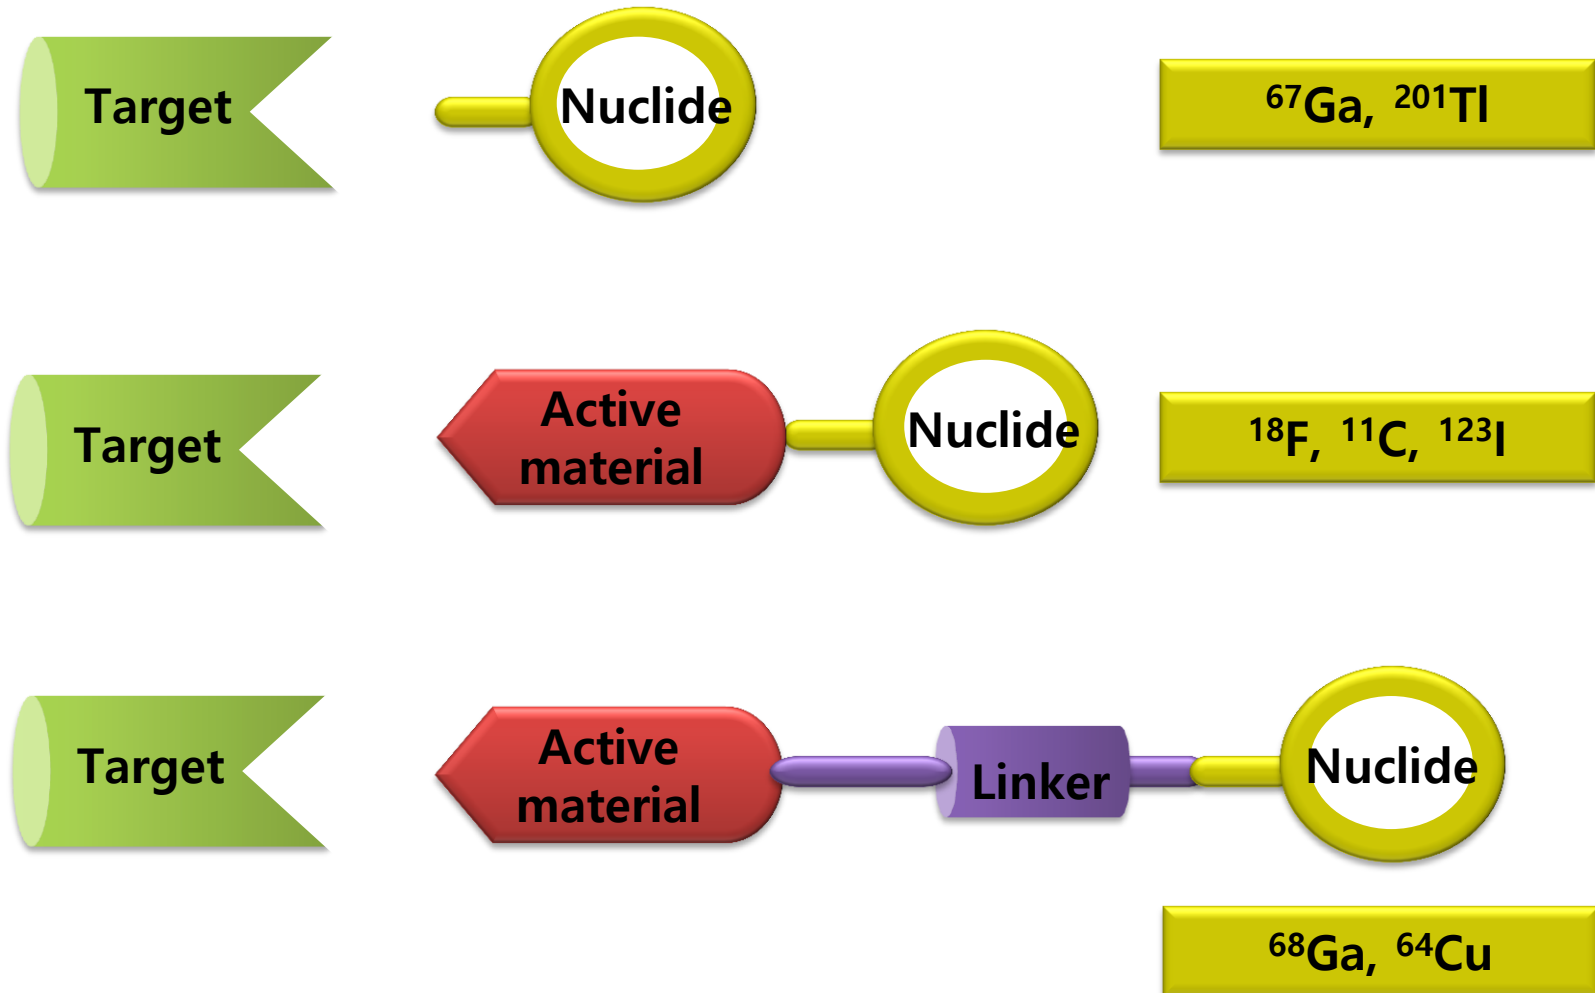 Target
Nuclide
⁶⁷Ga, ²⁰¹Tl
Target
Active
material
Nuclide
¹⁸F, ¹¹C, ¹²³I
Target
Active
material
Linker
Nuclide
⁶⁸Ga, ⁶⁴Cu